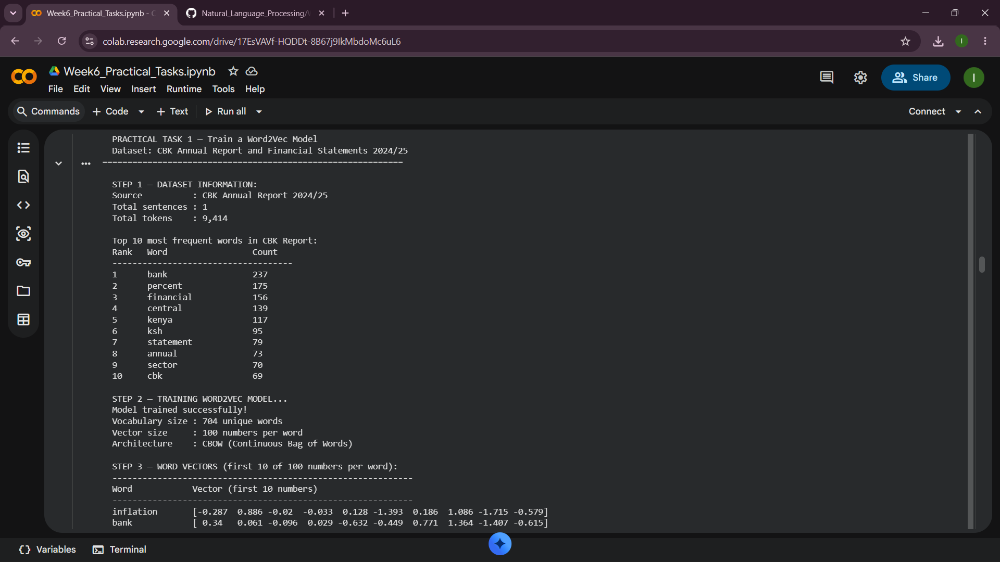 Week6_Practical_Tasks.ipynb - C
Natural_Language_Processing/
colab.research.google.com/drive/17EsVAVf-HQDDt-8B67j9IkMbdoMc6uL6
I
Week6_Practical_Tasks.ipynb
File Edit View Insert Runtime Tools Help
Share
I
Commands + Code + Text Run all
Connect
PRACTICAL TASK 1 — Train a Word2Vec Model
Dataset: CBK Annual Report and Financial Statements 2024/25
============================================================
STEP 1 — DATASET INFORMATION:
Source : CBK Annual Report 2024/25
Total sentences : 1
Total tokens : 9,414
Top 10 most frequent words in CBK Report:
Rank Word Count
------------------------------------
1 bank 237
2 percent 175
3 financial 156
4 central 139
5 kenya 117
6 ksh 95
7 statement 79
8 annual 73
9 sector 70
10 cbk 69
STEP 2 — TRAINING WORD2VEC MODEL...
Model trained successfully!
Vocabulary size : 704 unique words
Vector size : 100 numbers per word
Architecture : CBOW (Continuous Bag of Words)
STEP 3 — WORD VECTORS (first 10 of 100 numbers per word):
------------------------------------------------------------
Word Vector (first 10 numbers)
------------------------------------------------------------
inflation [-0.287 0.886 -0.02 -0.033 0.128 -1.393 0.186 1.086 -1.715 -0.579]
bank [ 0.34 0.061 -0.096 0.029 -0.632 -0.449 0.771 1.364 -1.407 -0.615]
Variables Terminal